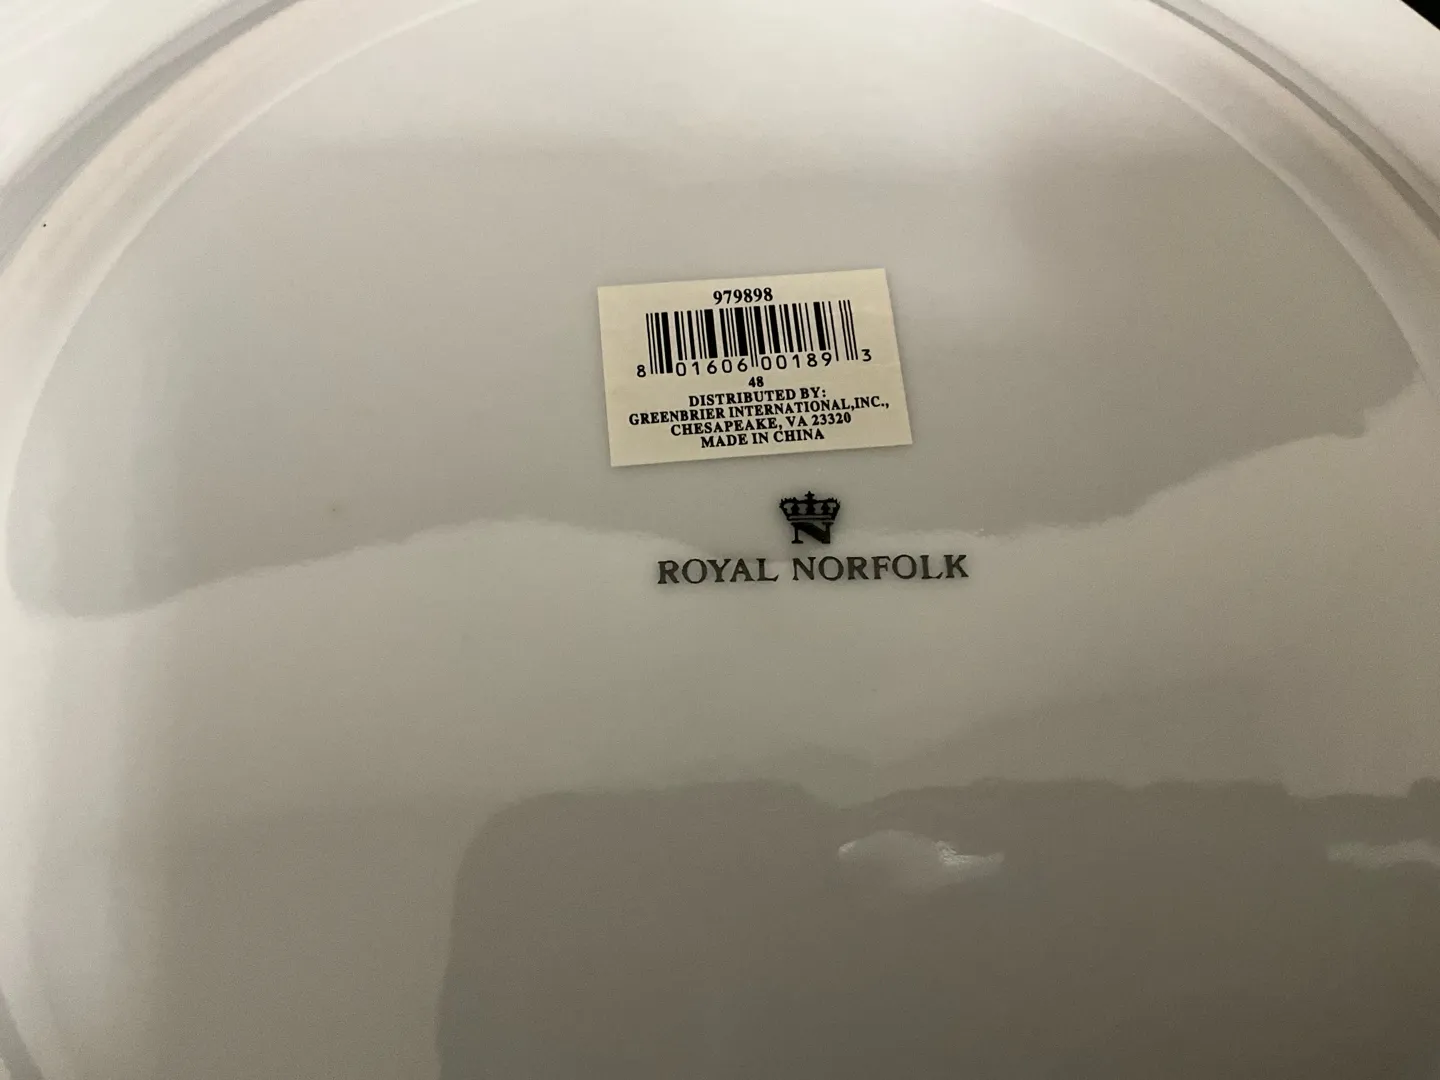 979898
8 01606 00189 3
48
DISTRIBUTED BY:
GREENBRIER INTERNATIONAL,INC.,
CHESAPEAKE, VA 23320
MADE IN CHINA
N
ROYAL NORFOLK